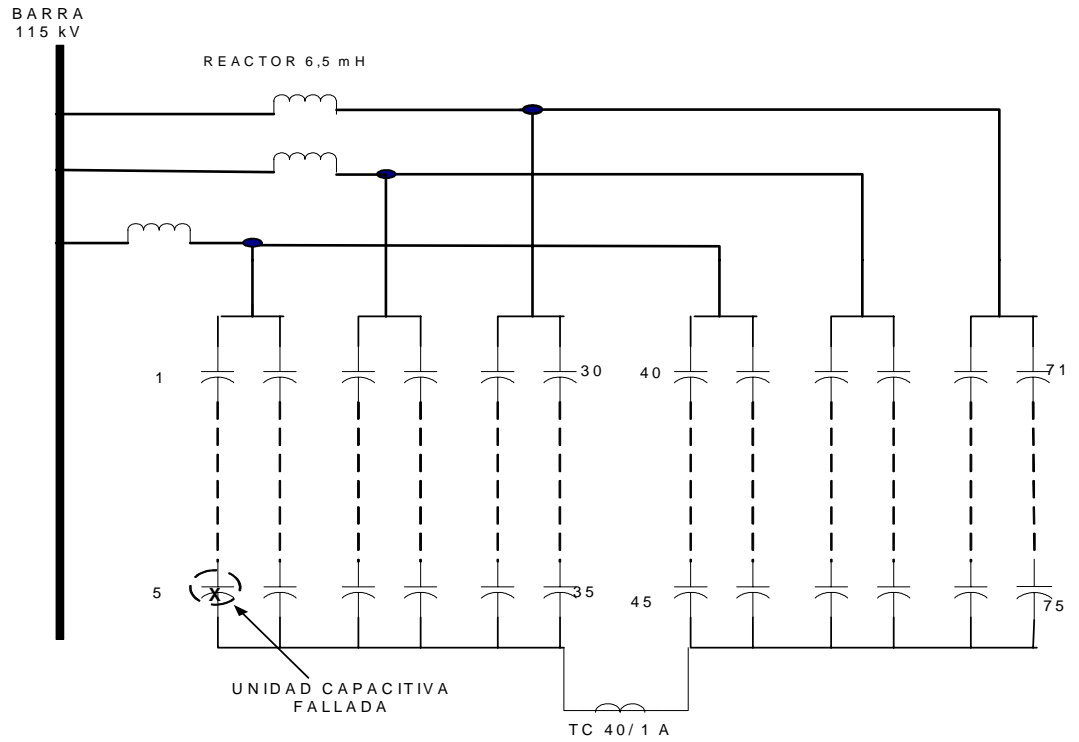 BARRA
115 kV
REACTOR 6,5 mH
1
30
40
71
5
X
35
45
75
UNIDAD CAPACITIVA
FALLADA
TC 40/1 A